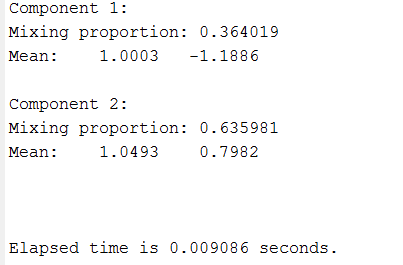 Component 1:
Mixing proportion: 0.364019
Mean:    1.0003   -1.1886
Component 2:
Mixing proportion: 0.635981
Mean:    1.0493    0.7982
Elapsed time is 0.009086 seconds.